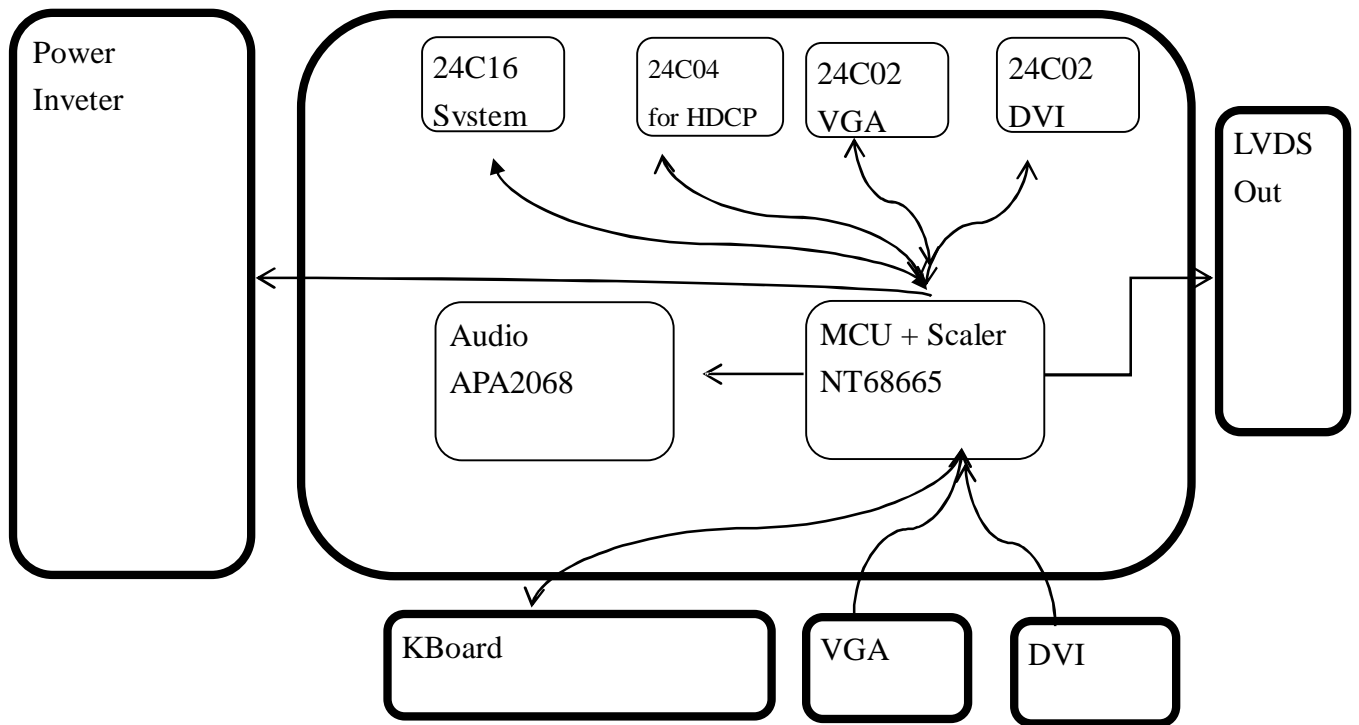 Power
Inveter
24C16
System
24C04
for HDCP
24C02
VGA
24C02
DVI
LVDS
Out
Audio
APA2068
MCU + Scaler
NT68665
KBoard
VGA
DVI